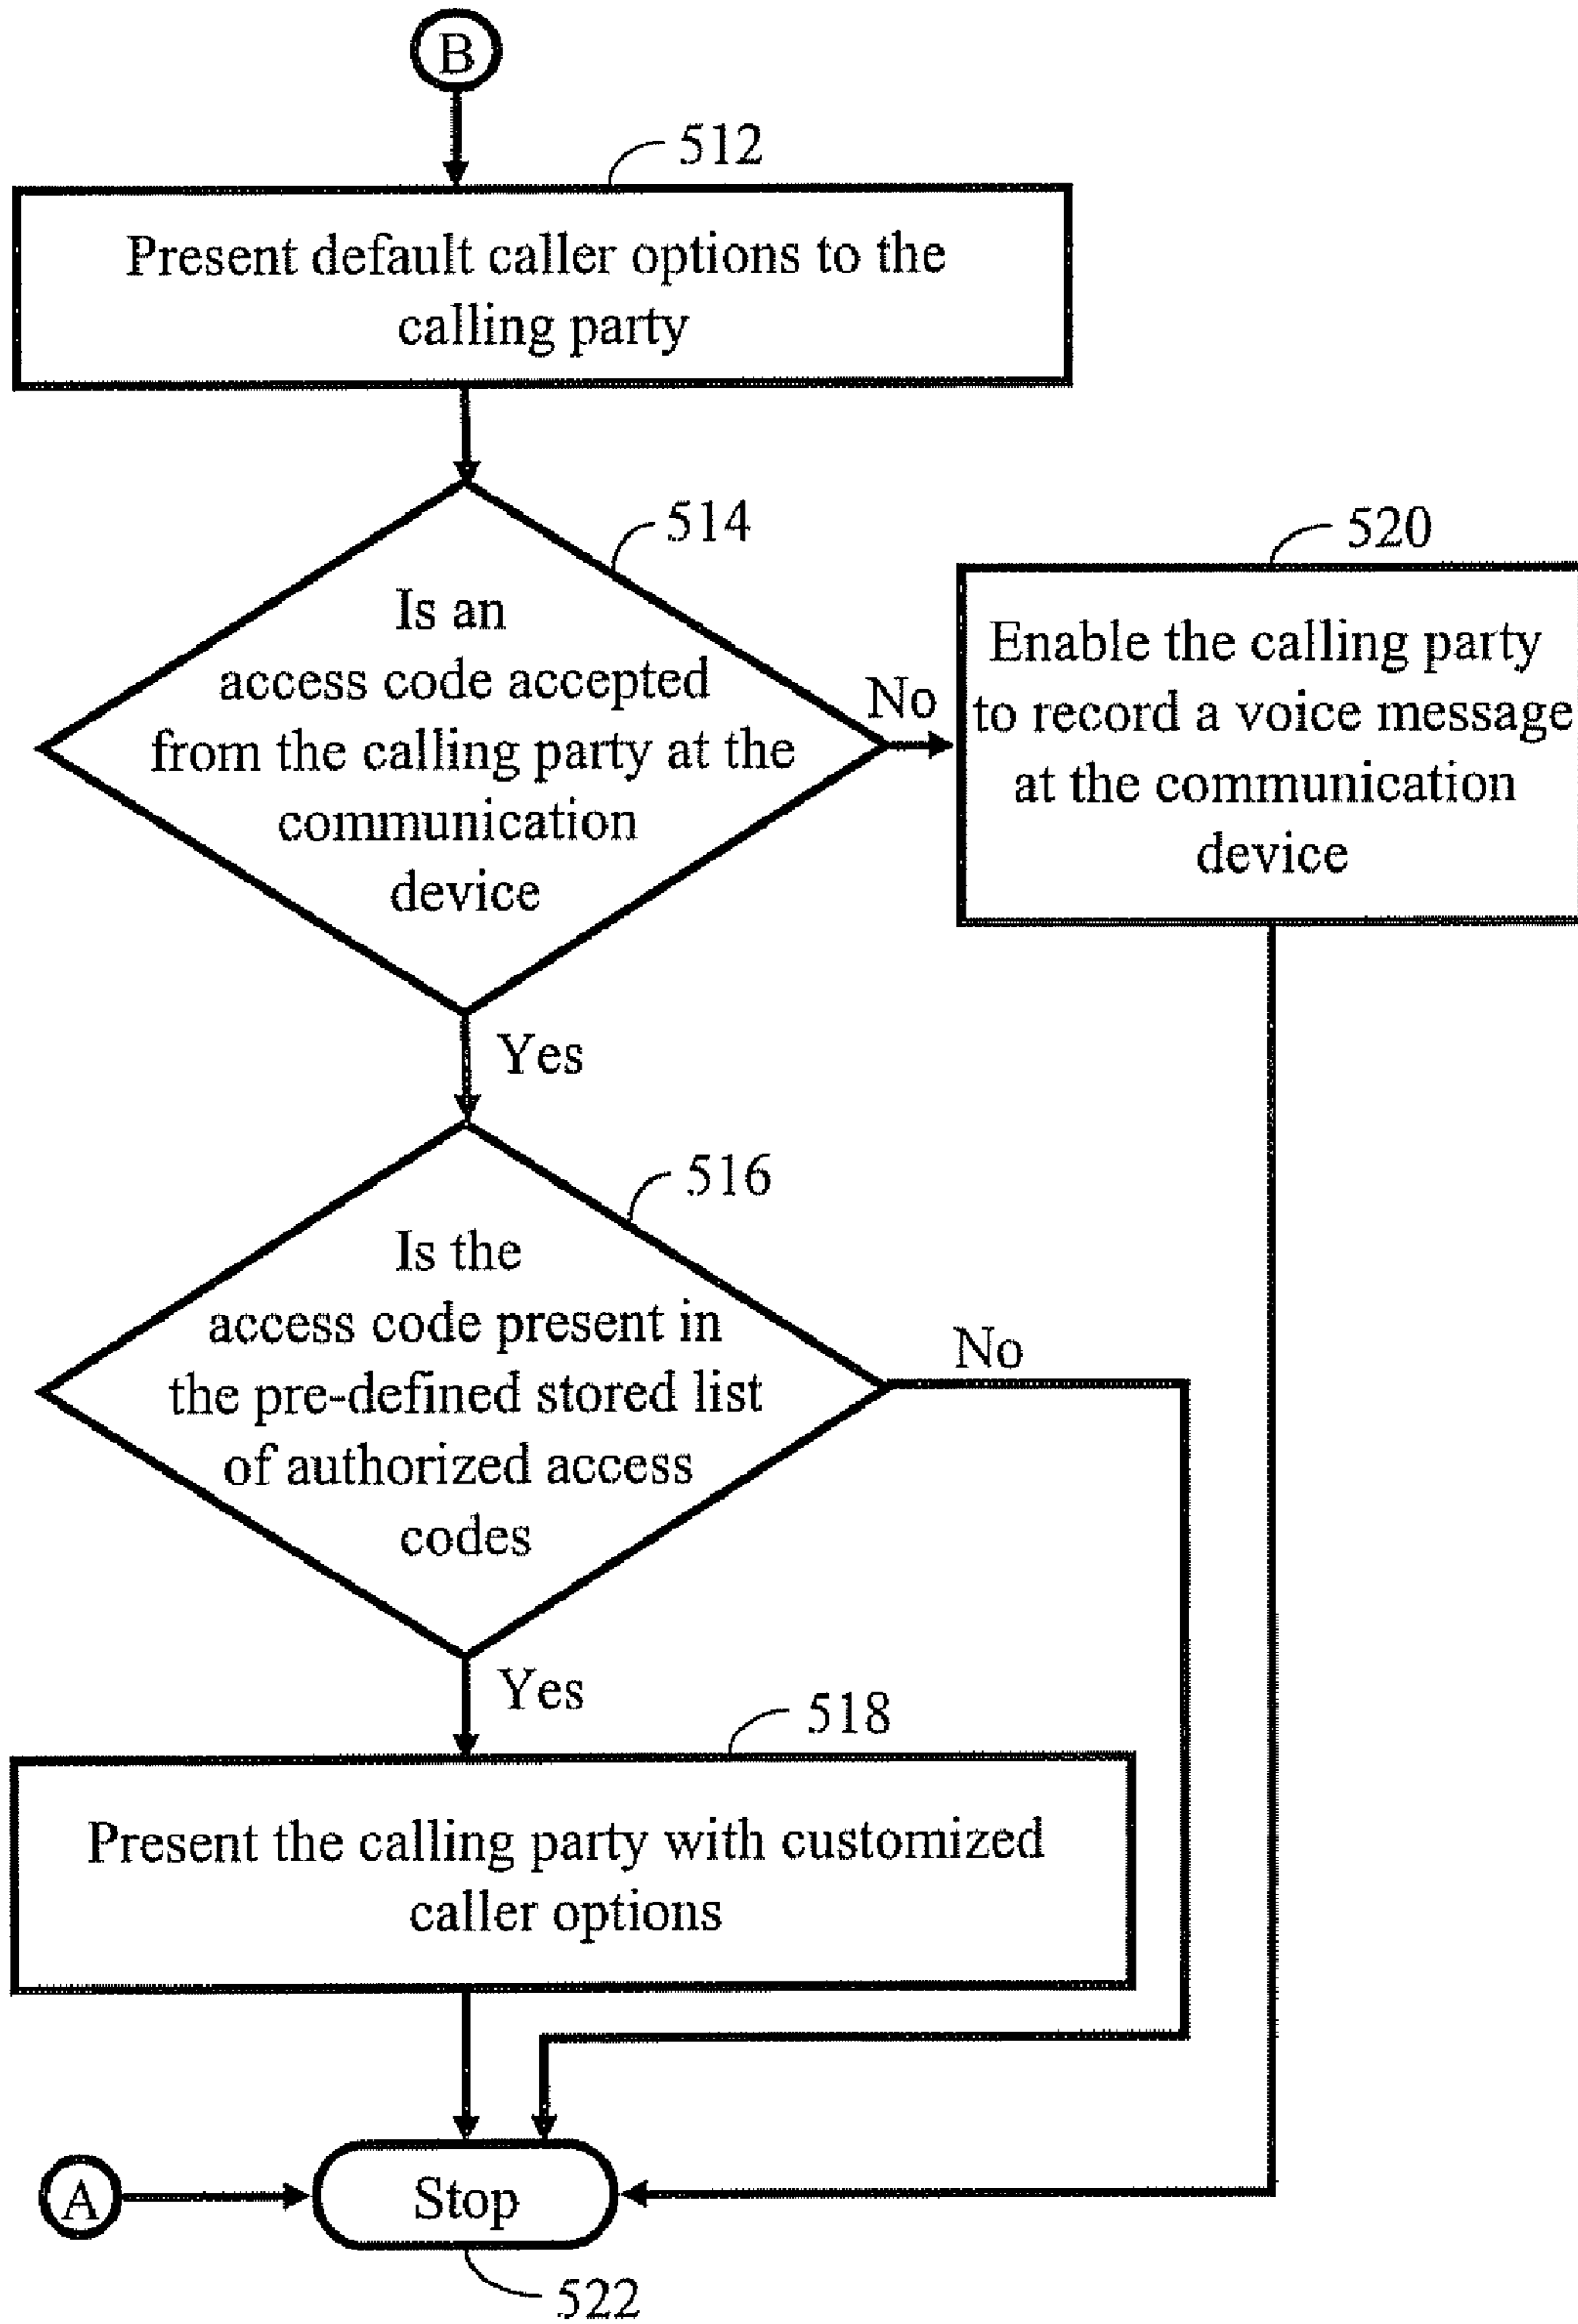 B
512
Present default caller options to the
calling party
514
Is an
access code accepted
from the calling party at the
communication
device
No
520
Enable the calling party
to record a voice message
at the communication
device
Yes
516
Is the
access code present in
the pre-defined stored list
of authorized access
codes
No
Yes
518
Present the calling party with customized
caller options
A
Stop
522